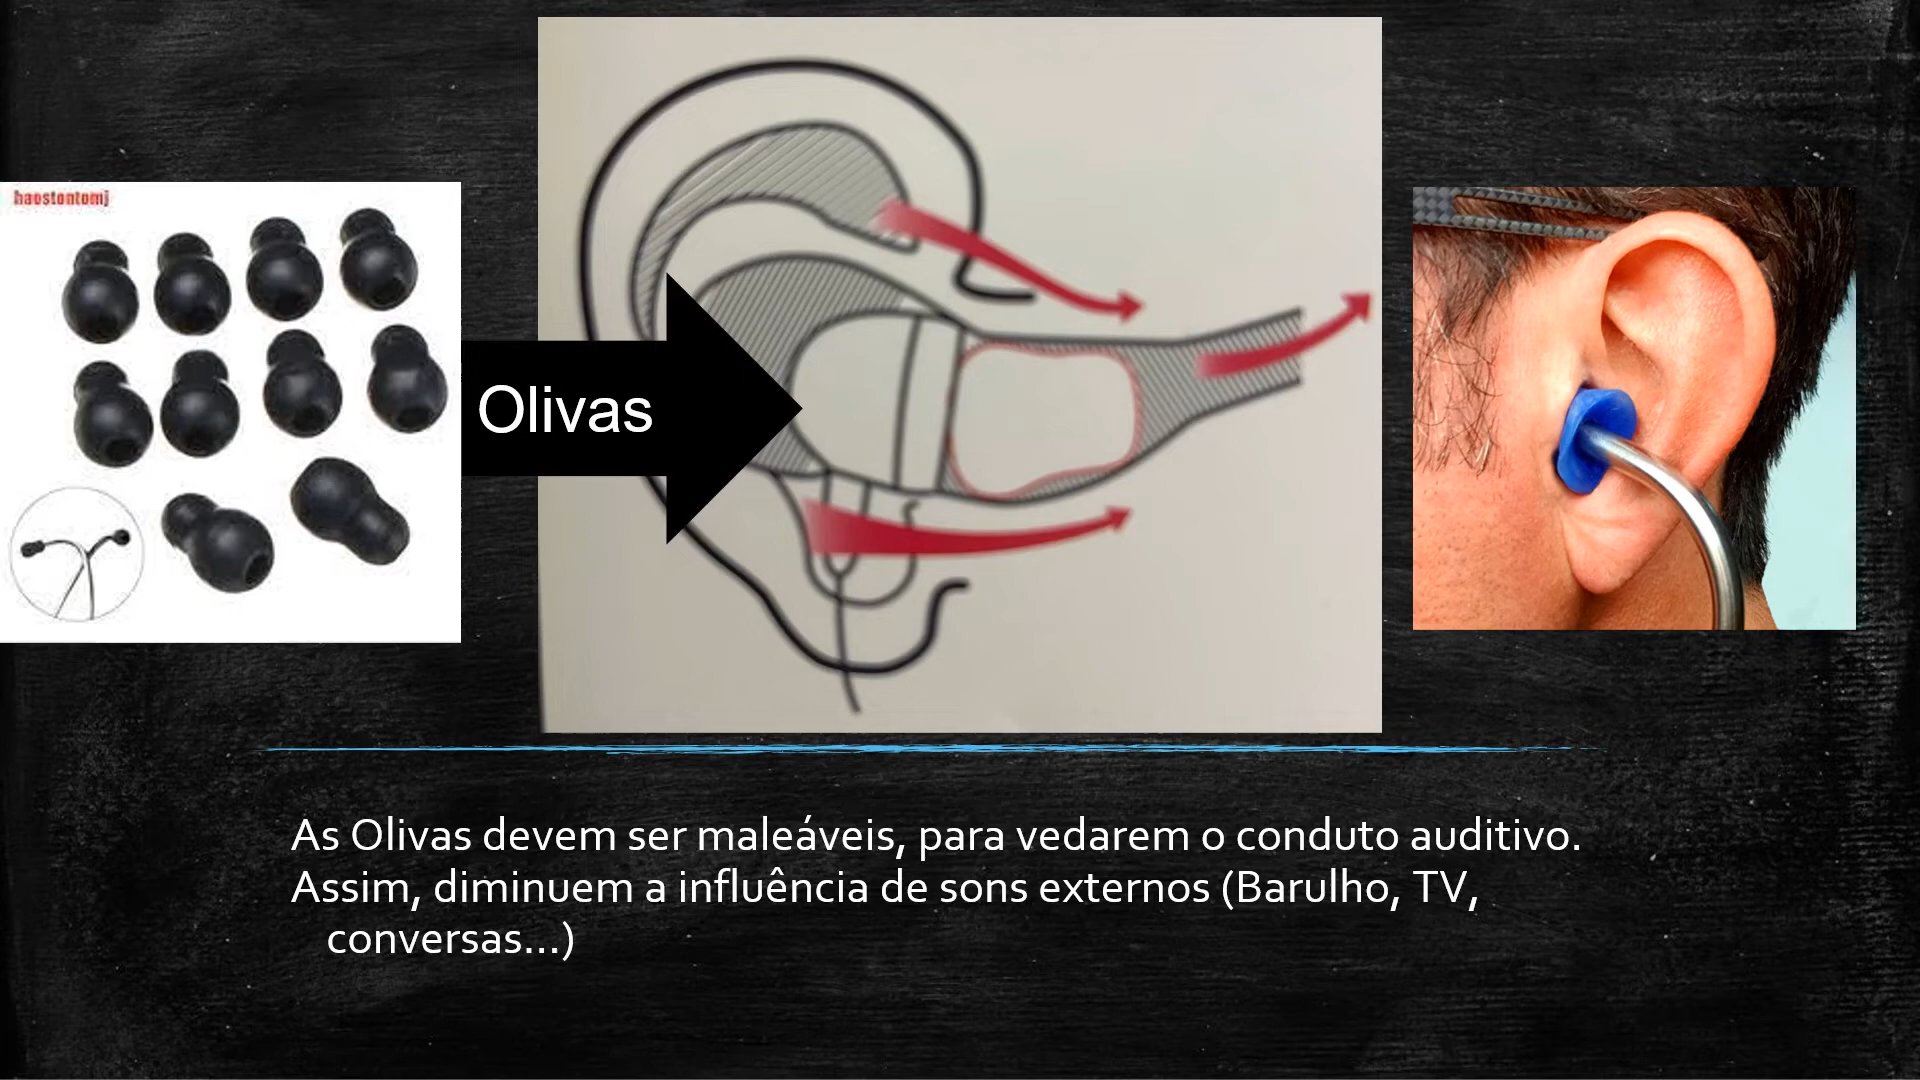 haostontomj
Olivas
As Olivas devem ser maleáveis, para vedarem o conduto auditivo.
Assim, diminuem a influência de sons externos (Barulho, TV,
conversas...)